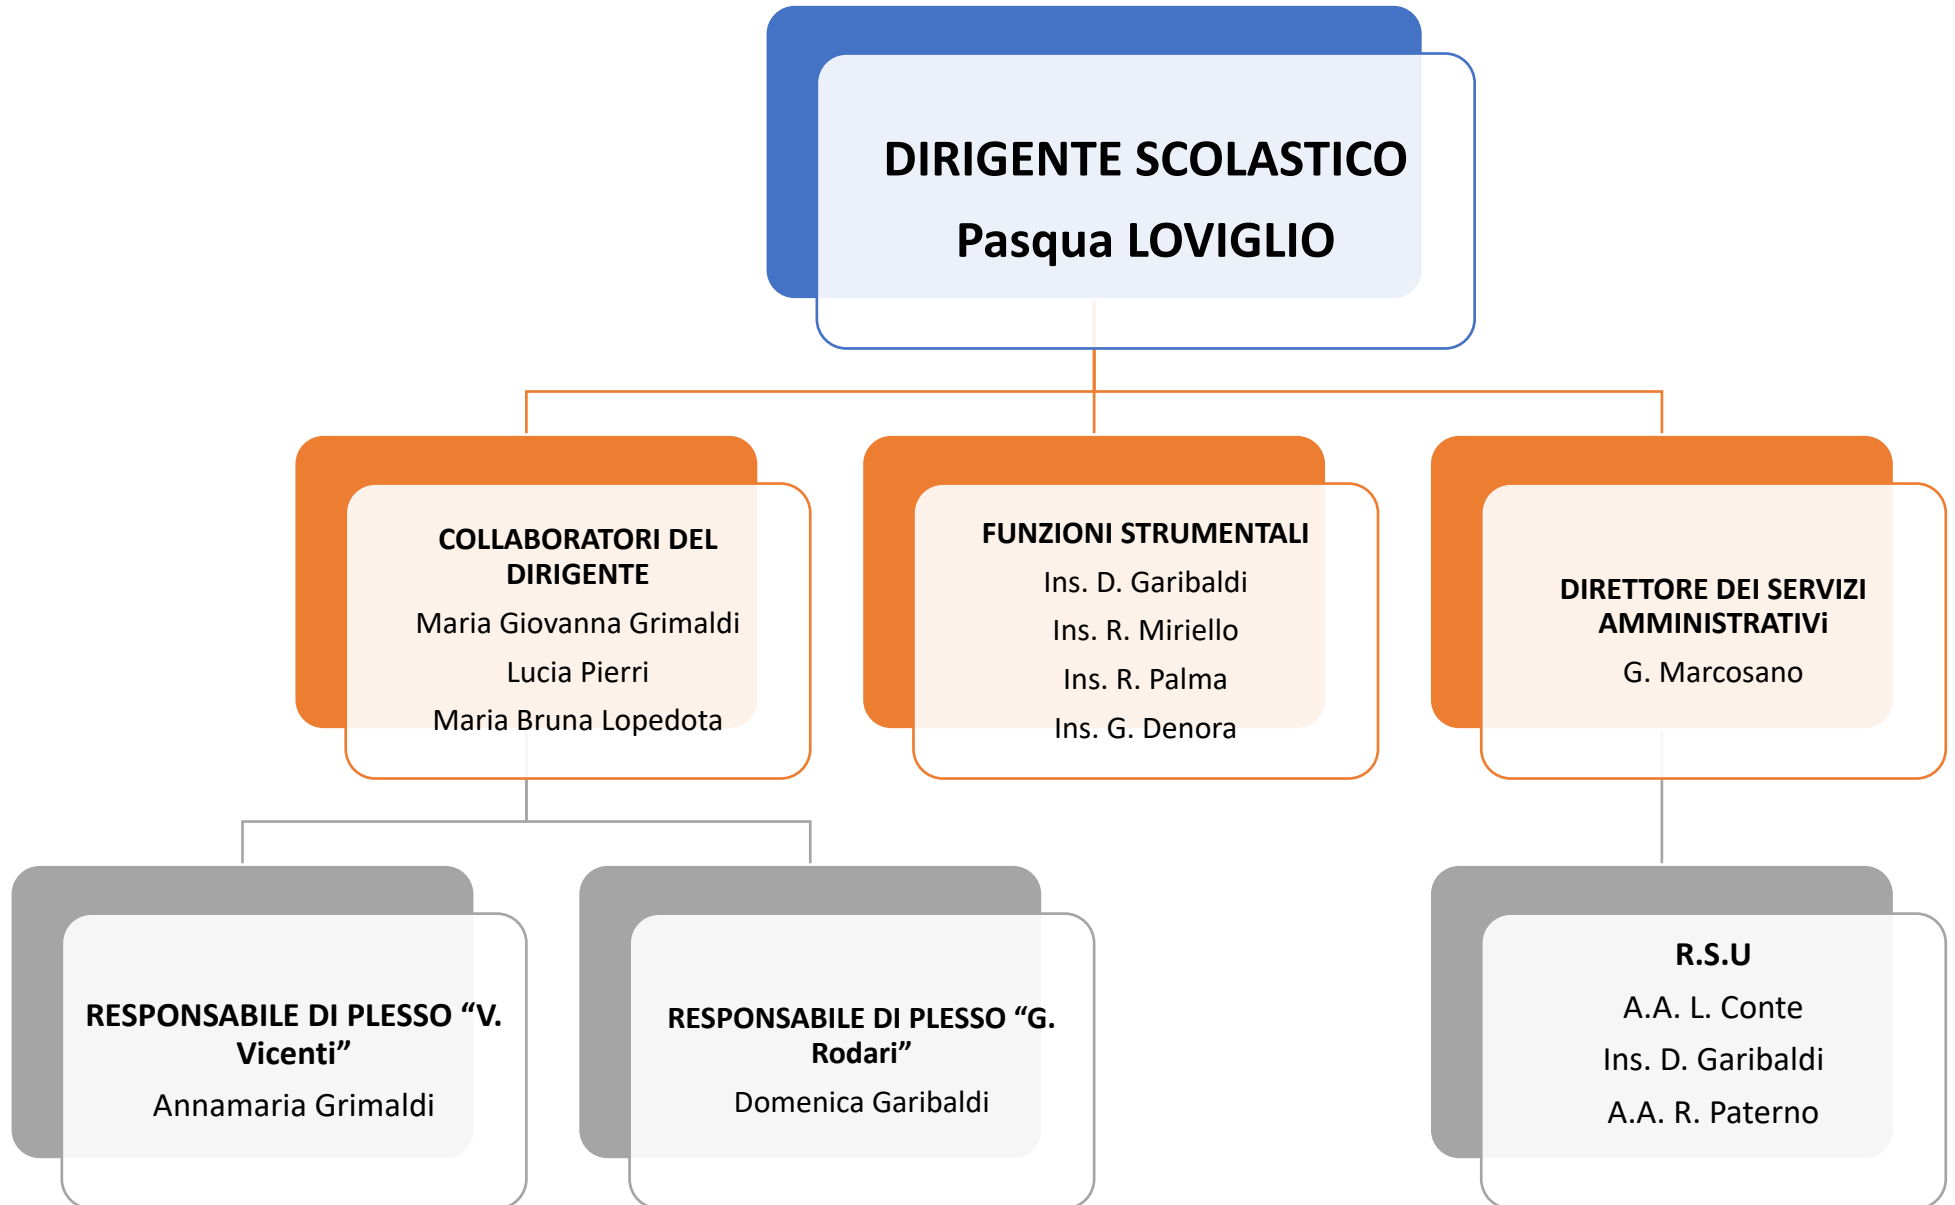 DIRIGENTE SCOLASTICO
Pasqua LOVIGLIO
COLLABORATORI DEL
DIRIGENTE
Maria Giovanna Grimaldi
Lucia Pierri
Maria Bruna Lopedota
FUNZIONI STRUMENTALI
Ins. D. Garibaldi
Ins. R. Miriello
Ins. R. Palma
Ins. G. Denora
DIRETTORE DEI SERVIZI
AMMINISTRATIVi
G. Marcosano
RESPONSABILE DI PLESSO “V.
Vicenti”
Annamaria Grimaldi
RESPONSABILE DI PLESSO “G.
Rodari”
Domenica Garibaldi
R.S.U
A.A. L. Conte
Ins. D. Garibaldi
A.A. R. Paterno